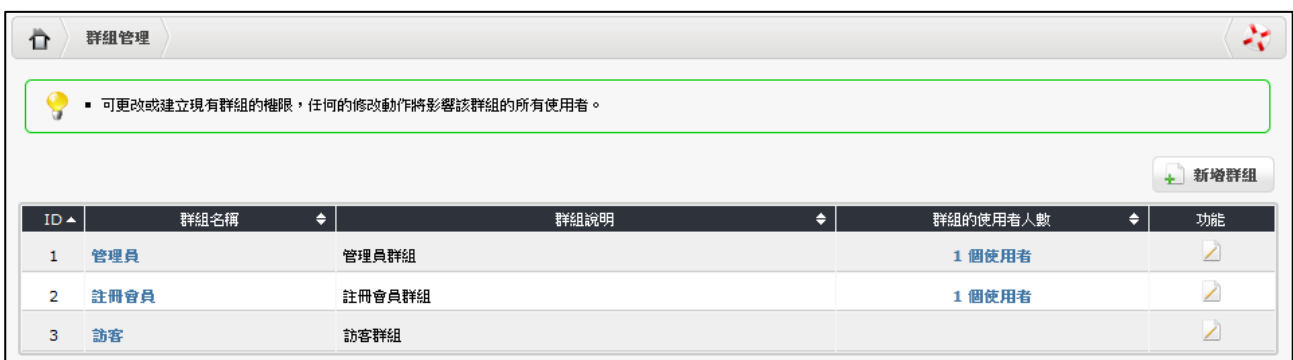 群組管理
▪ 可更改或建立現有群組的權限，任何的修改動作將影響該群組的所有使用者。
新增群組
ID 群組名稱 群組說明 群組的使用者人數 功能
1 管理員 管理員群組 1 個使用者
2 註冊會員 註冊會員群組 1 個使用者
3 訪客 訪客群組